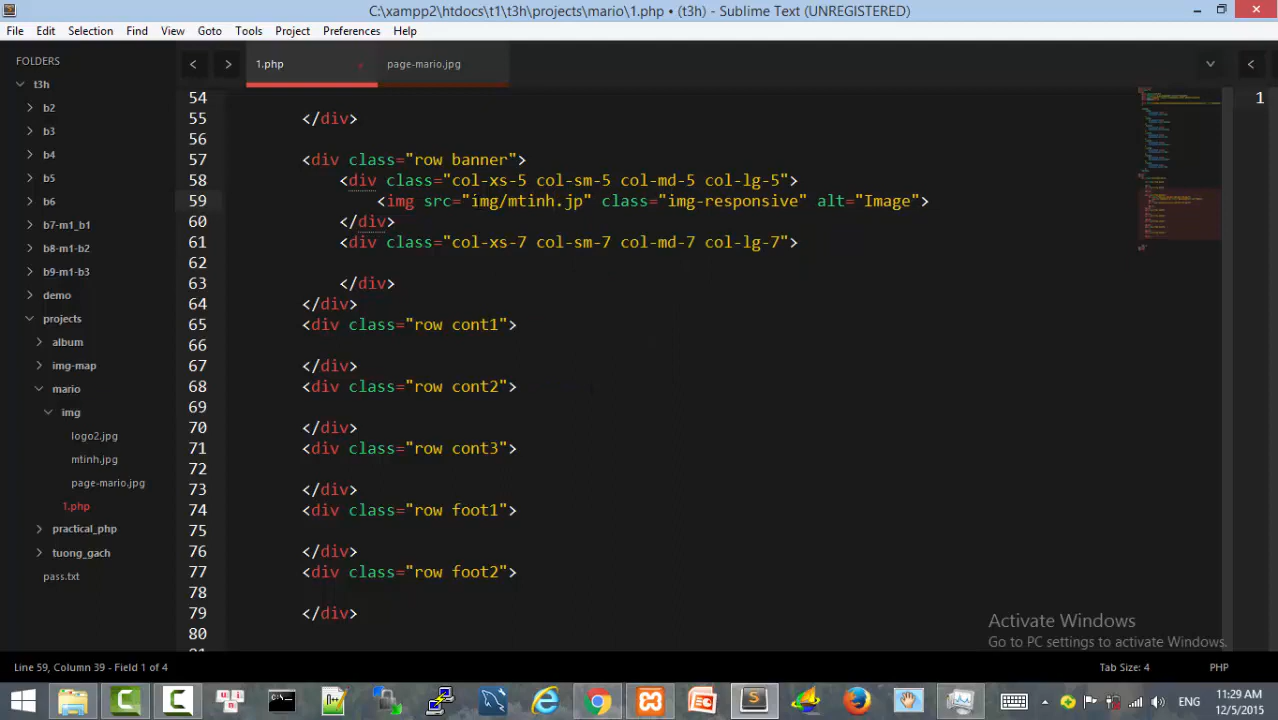 C:\xampp2\htdocs\t1\t3h\projects\mario\1.php • (t3h) - Sublime Text (UNREGISTERED)
File Edit Selection Find View Goto Tools Project Preferences Help
FOLDERS
t3h
b2
b3
b4
b5
b6
b7-m1_b1
b8-m1-b2
b9-m1-b3
demo
projects
album
img-map
mario
img
logo2.jpg
mtinh.jpg
page-mario.jpg
1.php
practical_php
tuong_gach
pass.txt
1.php page-mario.jpg
54
55 </div>
56
57 <div class="row banner">
58 <div class="col-xs-5 col-sm-5 col-md-5 col-lg-5">
59 <img src="img/mtinh.jp" class="img-responsive" alt="Image">
60 </div>
61 <div class="col-xs-7 col-sm-7 col-md-7 col-lg-7">
62
63 </div>
64 </div>
65 <div class="row cont1">
66
67 </div>
68 <div class="row cont2">
69
70 </div>
71 <div class="row cont3">
72
73 </div>
74 <div class="row foot1">
75
76 </div>
77 <div class="row foot2">
78
79 </div>
80
1
Activate Windows
Go to PC settings to activate Windows.
Line 59, Column 39 - Field 1 of 4
Tab Size: 4 PHP
ENG
11:29 AM
12/5/2015